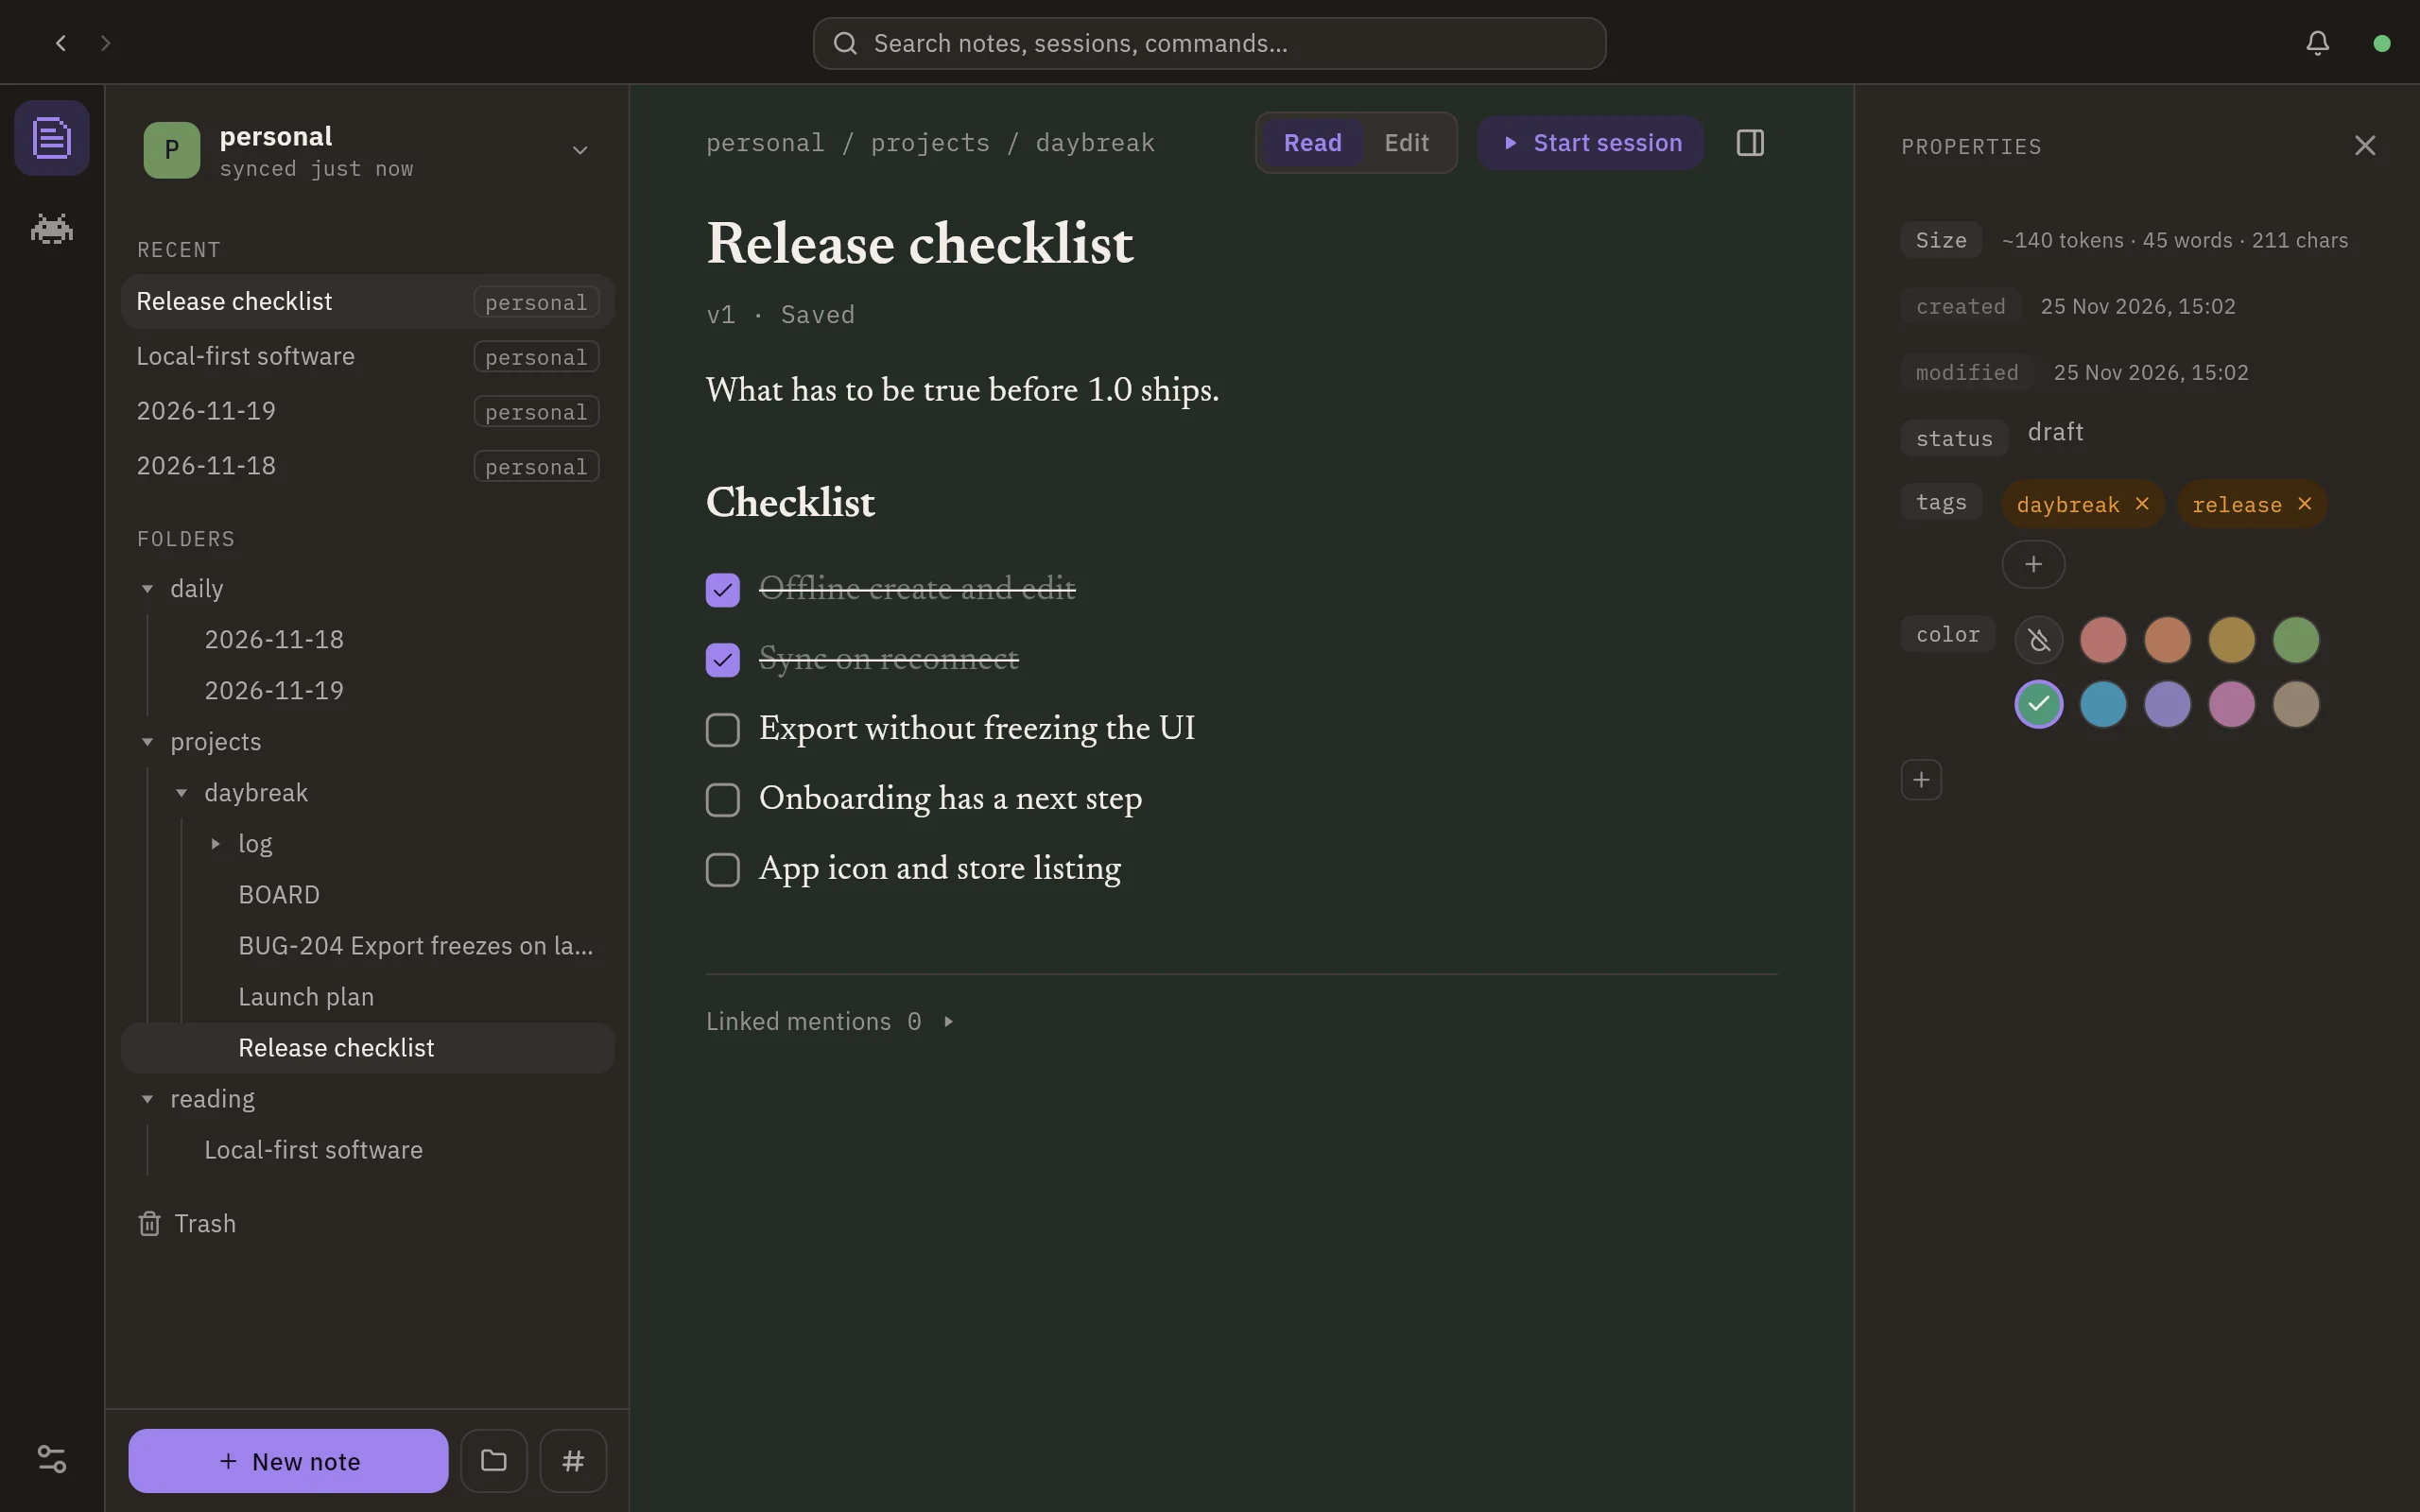 Search notes, sessions, commands...
P
personal
synced just now
RECENT
Release checklist personal
Local-first software personal
2026-11-19 personal
2026-11-18 personal
FOLDERS
daily
2026-11-18
2026-11-19
projects
daybreak
log
BOARD
BUG-204 Export freezes on la...
Launch plan
Release checklist
reading
Local-first software
Trash
+ New note
personal / projects / daybreak
Read Edit
Start session
Release checklist
v1 · Saved
What has to be true before 1.0 ships.
Checklist
Offline create and edit
Sync on reconnect
Export without freezing the UI
Onboarding has a next step
App icon and store listing
Linked mentions 0
PROPERTIES
Size ~140 tokens · 45 words · 211 chars
created 25 Nov 2026, 15:02
modified 25 Nov 2026, 15:02
status draft
tags daybreak × release ×
color